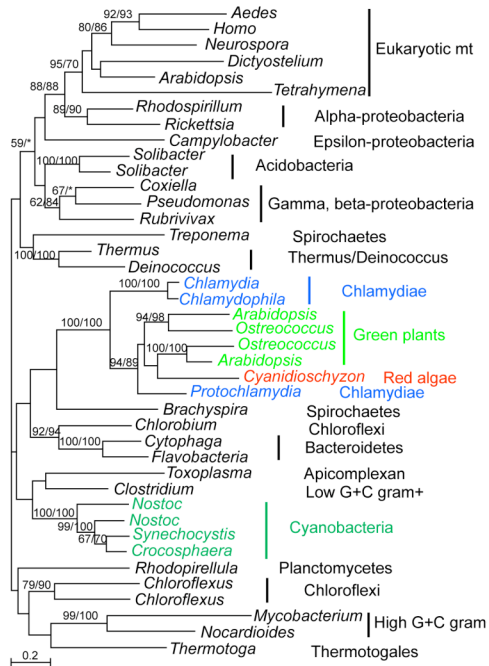 92/93 Aedes
80/86 Homo
Neurospora
95/70 Dictyostelium Eukaryotic mt
Arabidopsis
88/88 Tetrahymena
89/90 Rhodospirillum Alpha-proteobacteria
Rickettsia
59/* Campylobacter Epsilon-proteobacteria
100/100 Solibacter Acidobacteria
Solibacter
67/* Coxiella
62/84 Pseudomonas Gamma, beta-proteobacteria
Rubrivivax
Treponema Spirochaetes
100/100 Thermus Thermus/Deinococcus
Deinococcus
100/100 Chlamydia Chlamydiae
Chlamydophila
94/98 Arabidopsis
100/100 Ostreococcus Green plants
Ostreococcus
94/89 100/100 Arabidopsis
Cyanidioschyzon Red algae
Protochlamydia Chlamydiae
Brachyspira Spirochaetes
92/94 Chlorobium Chloroflexi
100/100 Cytophaga Bacteroidetes
Flavobacteria
Toxoplasma Apicomplexan
Clostridium Low G+C gram+
100/100 Nostoc
99/100 Nostoc Cyanobacteria
67/70 Synechocystis
Crocosphaera
Rhodopirellula Planctomycetes
79/90 Chloroflexus Chloroflexi
Chloroflexus
99/100 Mycobacterium High G+C gram
Nocardioides
Thermotoga Thermotogales
0.2